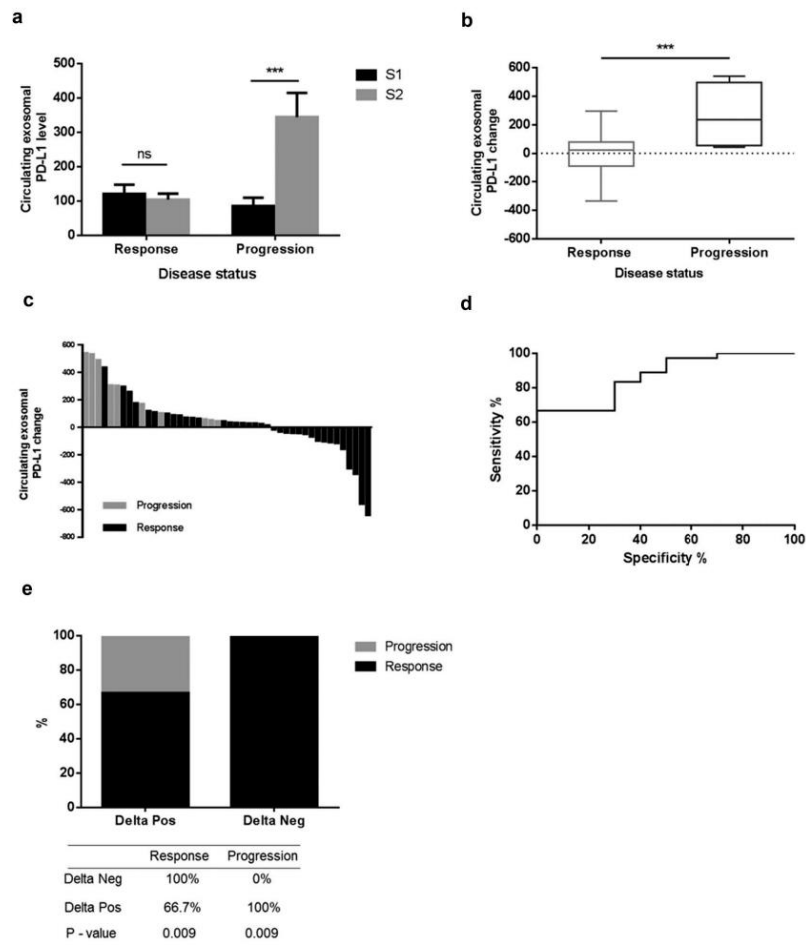 a
Circulating exosomal
PD-L1 level
500
400
300
200
100
0
ns
***
S1
S2
Response
Progression
Disease status
b
Circulating exosomal
PD-L1 change
600
400
200
0
-200
-400
-600
***
Response
Progression
Disease status
c
Circulating exosomal
PD-L1 change
600
400
200
0
-200
-400
-600
-800
Progression
Response
d
Sensitivity %
100
80
60
40
20
0
0 20 40 60 80 100
Specificity %
e
%
100
80
60
40
20
0
Delta Pos
Delta Neg
Progression
Response
Response Progression
Delta Neg 100% 0%
Delta Pos 66.7% 100%
P - value 0.009 0.009